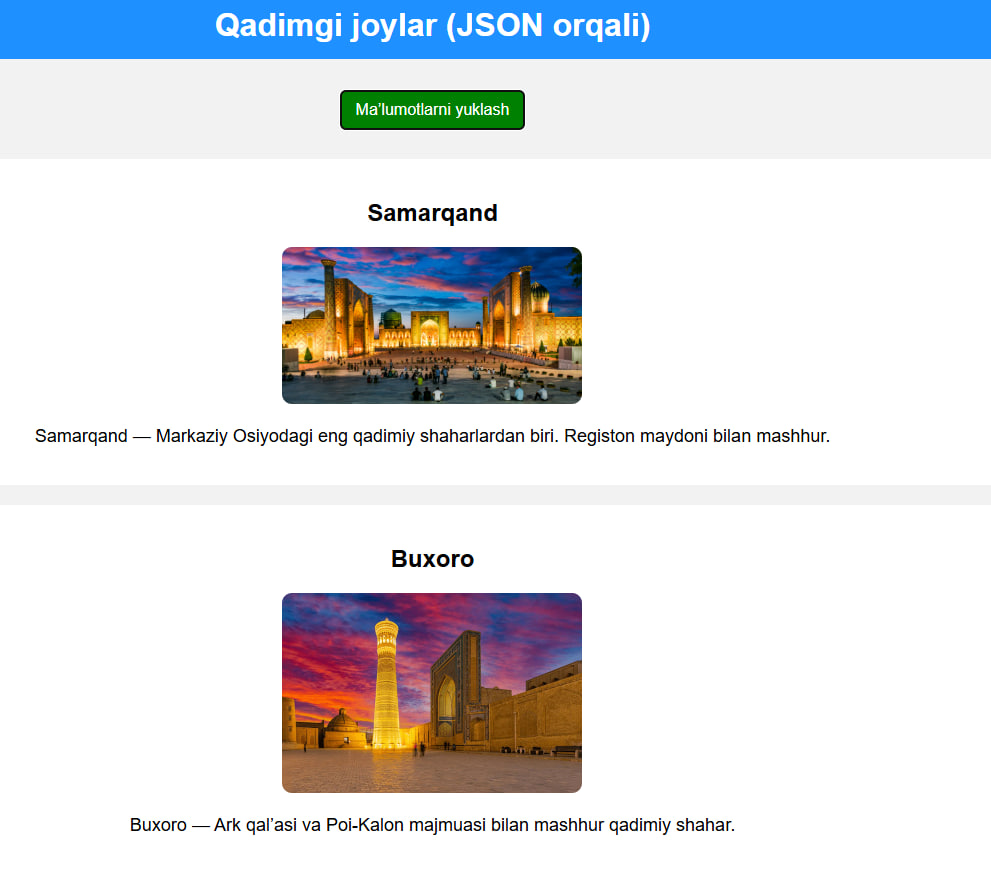 Qadimgi joylar (JSON orqali)
Ma’lumotlarni yuklash
Samarqand
Samarqand — Markaziy Osiyodagi eng qadimiy shaharlardan biri. Registon maydoni bilan mashhur.
Buxoro
Buxoro — Ark qal’asi va Poi-Kalon majmuasi bilan mashhur qadimiy shahar.